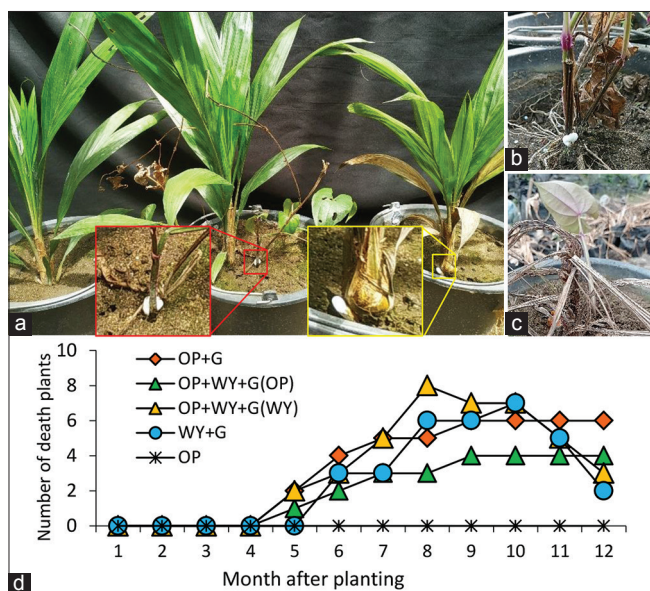 a
b
c
d
10
8
6
4
2
0
Number of death plants
OP+G
OP+WY+G(OP)
OP+WY+G(WY)
WY+G
OP
1 2 3 4 5 6 7 8 9 10 11 12
Month after planting